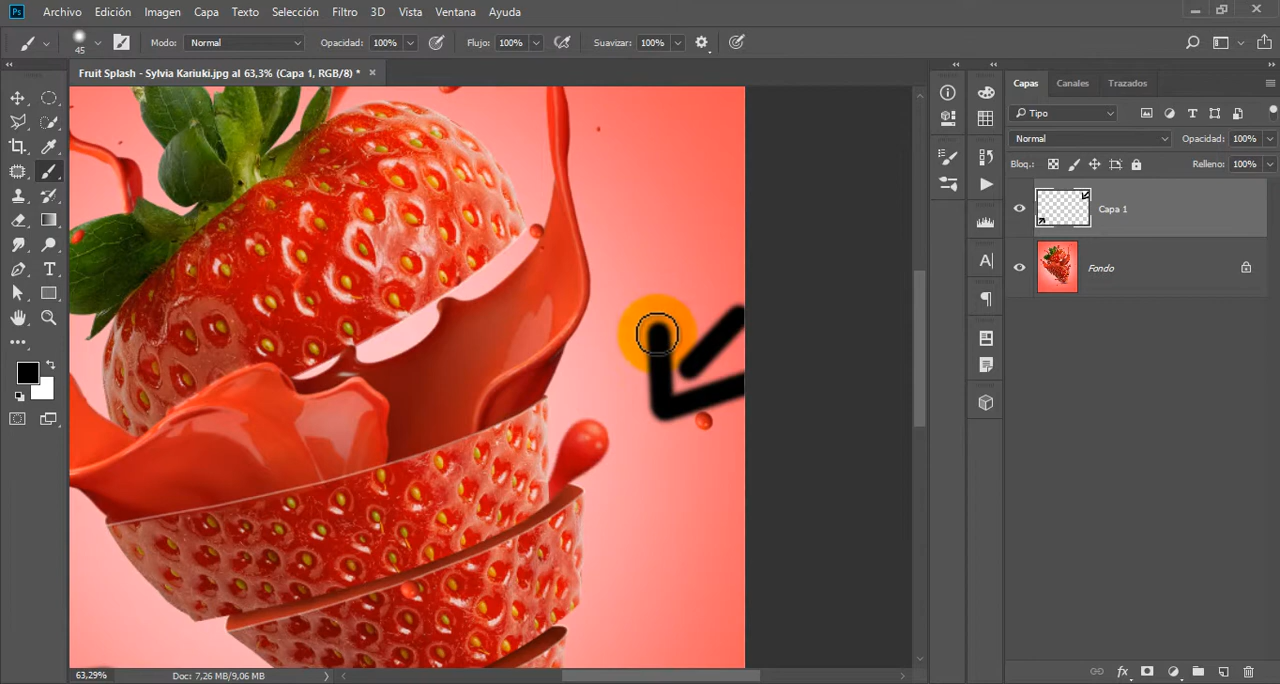 Ps Archivo Edición Imagen Capa Texto Selección Filtro 3D Vista Ventana Ayuda
45 Modo: Normal Opacidad: 100% Flujo: 100% Suavizar: 100%
Fruit Splash - Sylvia Kariuki.jpg al 63,3% (Capa 1, RGB/8) *
Capas Canales Trazados
Tipo
Normal Opacidad: 100%
Bloq.: Relleno: 100%
Capa 1
Fondo
63,29% Doc: 7,26 MB/9,06 MB